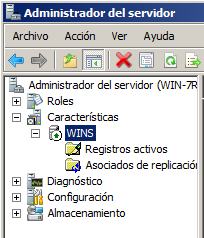 Administrador del servidor
Archivo Acción Ver Ayuda
Administrador del servidor (WIN-7R
Roles
Características
WINS
Registros activos
Asociados de replicació
Diagnóstico
Configuración
Almacenamiento